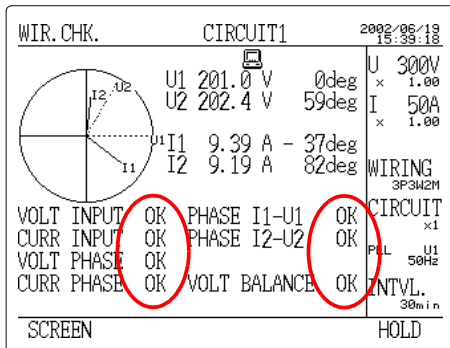 WIR.CHK. CIRCUIT1 2002/06/19
15:39:18
U1 201.0 V 0deg
U2 202.4 V 59deg
I1 9.39 A - 37deg
I2 9.19 A 82deg
I2 U2
U1
I1
VOLT INPUT OK PHASE I1-U1 OK
CURR INPUT OK PHASE I2-U2 OK
VOLT PHASE OK
CURR PHASE OK VOLT BALANCE OK
U 300V
× 1.00
I 50A
× 1.00
WIRING
3P3W2M
CIRCUIT
×1
PLL U1
50Hz
INTVL.
30min
SCREEN HOLD